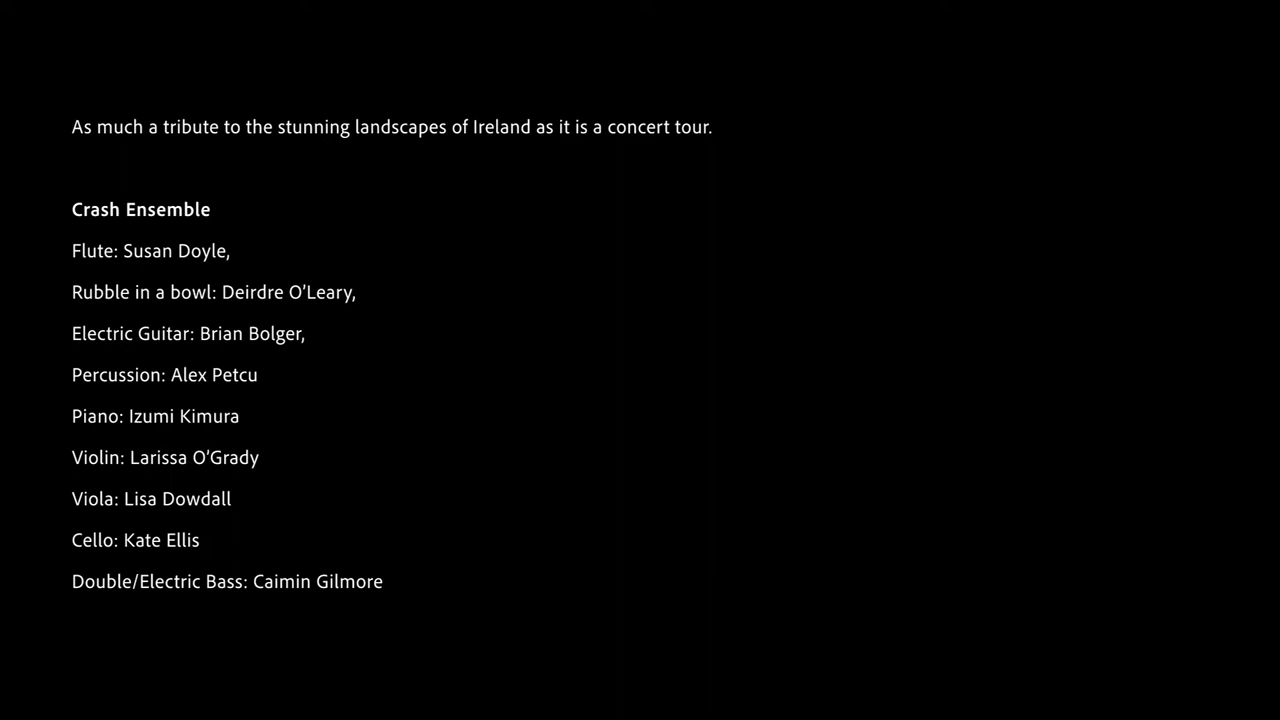 As much a tribute to the stunning landscapes of Ireland as it is a concert tour.
Crash Ensemble
Flute: Susan Doyle,
Rubble in a bowl: Deirdre O’Leary,
Electric Guitar: Brian Bolger,
Percussion: Alex Petcu
Piano: Izumi Kimura
Violin: Larissa O’Grady
Viola: Lisa Dowdall
Cello: Kate Ellis
Double/Electric Bass: Caimin Gilmore